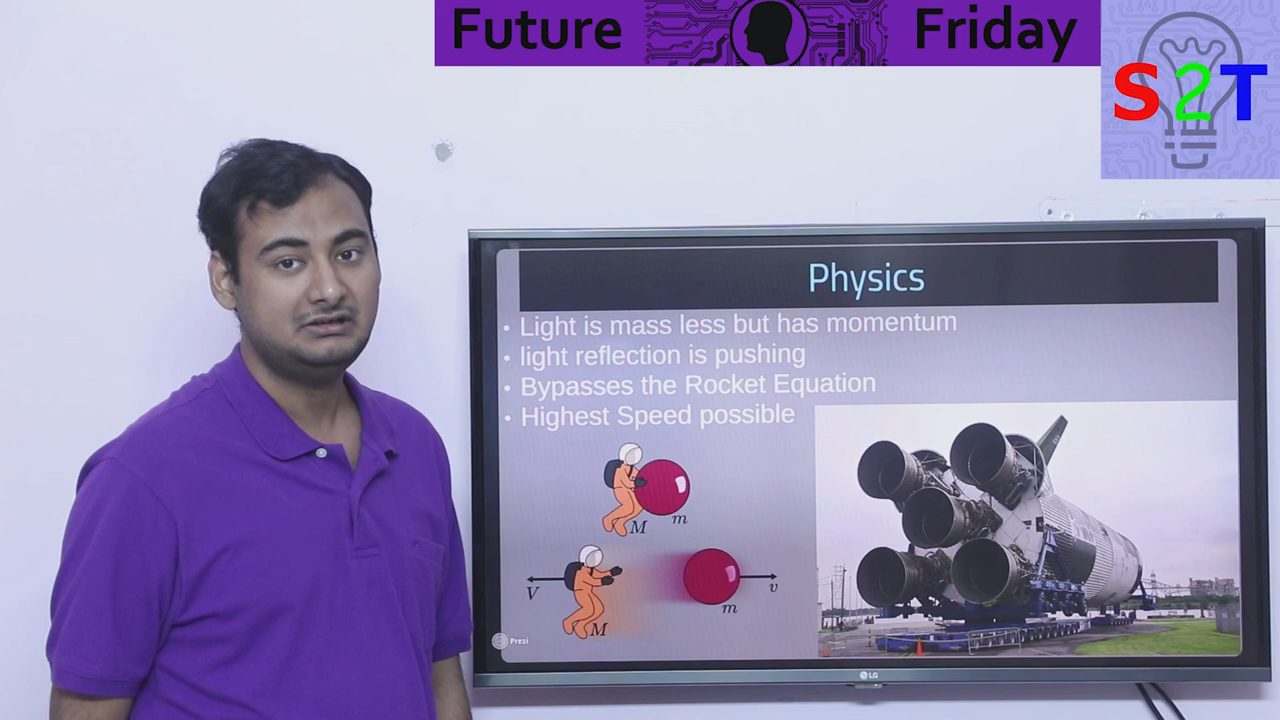 Future Friday
S2T
Physics
• Light is mass less but has momentum
• light reflection is pushing
• Bypasses the Rocket Equation
• Highest Speed possible
M
m
V
M
m
v
Prezi
LG